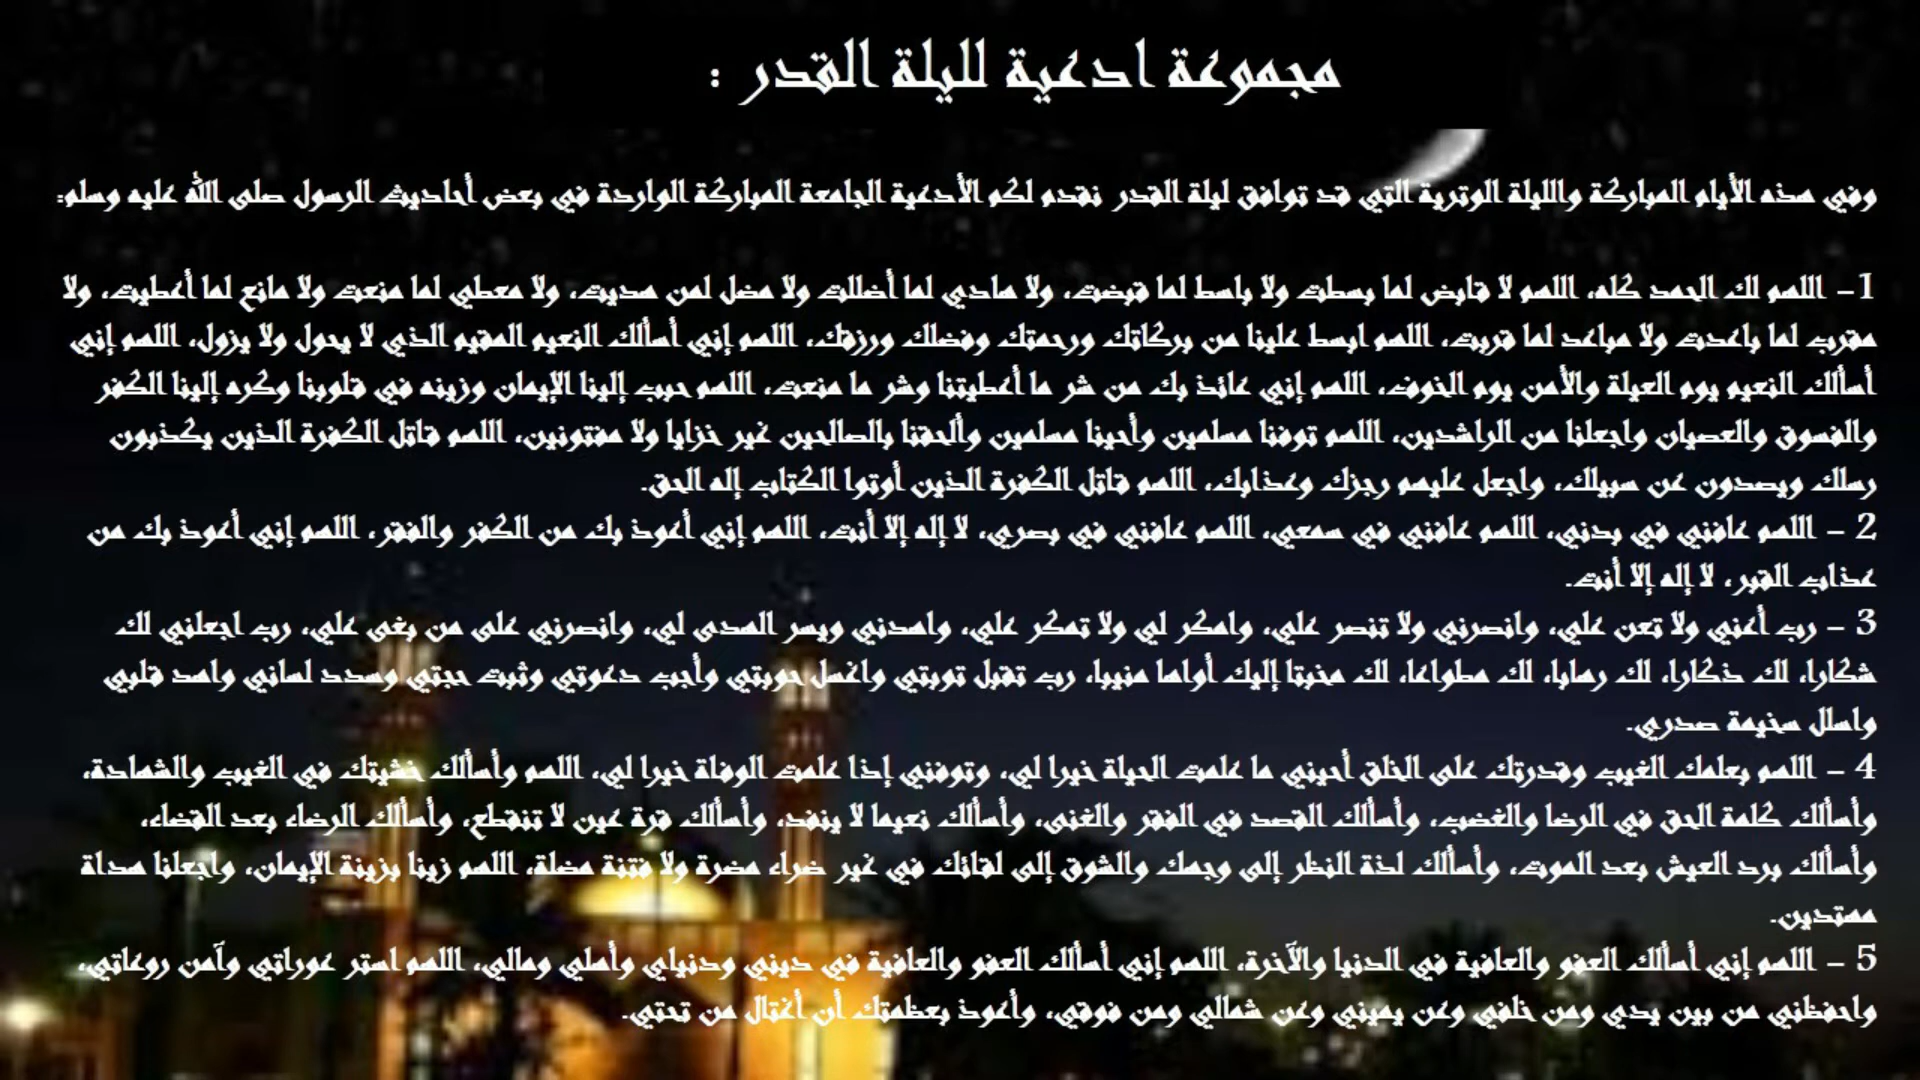 مجموعة ادعية لليلة القدر :
وفي هذه الأيام المباركة والليلة الوترية التي قد توافق ليلة القدر نقدم لكم الأدعية الجامعة المباركة الواردة في بعض أحاديث الرسول صلى الله عليه وسلم:
1- اللهم لك الحمد كله، اللهم لا قابض لما بسطت ولا باسط لما قبضت، ولا هادي لما أضللت ولا مضل لمن هديت، ولا معطي لما منعت ولا مانع لما أعطيت، ولا
مقرب لما باعدت ولا مباعد لما قربت، اللهم ابسط علينا من بركاتك ورحمتك وفضلك ورزقك، اللهم إني أسألك النعيم المقيم الذي لا يحول ولا يزول، اللهم إني
أسألك النعيم يوم العيلة والأمن يوم الخوف، اللهم إني عائذ بك من شر ما أعطيتنا وشر ما منعت، اللهم حبب إلينا الإيمان وزينه في قلوبنا وكره إلينا الكفر
والفسوق والعصيان واجعلنا من الراشدين، اللهم توفنا مسلمين وأحينا مسلمين وألحقنا بالصالحين غير خزايا ولا مفتونين، اللهم قاتل الكفرة الذين يكذبون
رسلك ويصدون عن سبيلك، واجعل عليهم رجزك وعذابك، اللهم قاتل الكفرة الذين أوتوا الكتاب إله الحق.
2 - اللهم عافني في بدني، اللهم عافني في سمعي، اللهم عافني في بصري، لا إله إلا أنت، اللهم إني أعوذ بك من الكفر والفقر، اللهم إني أعوذ بك من
عذاب القبر، لا إله إلا أنت.
3 - رب أعني ولا تعن علي، وانصرني ولا تنصر علي، وامكر لي ولا تمكر علي، واهدني ويسر الهدى لي، وانصرني على من بغى علي، رب اجعلني لك
شكارا، لك ذكارا، لك رهابا، لك مطواعا، لك مخبتا إليك أواها منيبا، رب تقبل توبتي واغسل حوبتي وأجب دعوتي وثبت حجتي وسدد لساني واهد قلبي
واسلل سخيمة صدري.
4 - اللهم بعلمك الغيب وقدرتك على الخلق أحيني ما علمت الحياة خيرا لي، وتوفني إذا علمت الوفاة خيرا لي، اللهم وأسألك خشيتك في الغيب والشهادة،
وأسألك كلمة الحق في الرضا والغضب، وأسألك القصد في الفقر والغنى، وأسألك نعيما لا ينفد، وأسألك قرة عين لا تنقطع، وأسألك الرضاء بعد القضاء،
وأسألك برد العيش بعد الموت، وأسألك لذة النظر إلى وجهك والشوق إلى لقائك في غير ضراء مضرة ولا فتنة مضلة، اللهم زينا بزينة الإيمان، واجعلنا هداة
مهتدين.
5 - اللهم إني أسألك العفو والعافية في الدنيا والآخرة، اللهم إني أسألك العفو والعافية في ديني ودنياي وأهلي ومالي، اللهم استر عوراتي وآمن روعاتي،
واحفظني من بين يدي ومن خلفي وعن يميني وعن شمالي ومن فوقي، وأعوذ بعظمتك أن أغتال من تحتي.